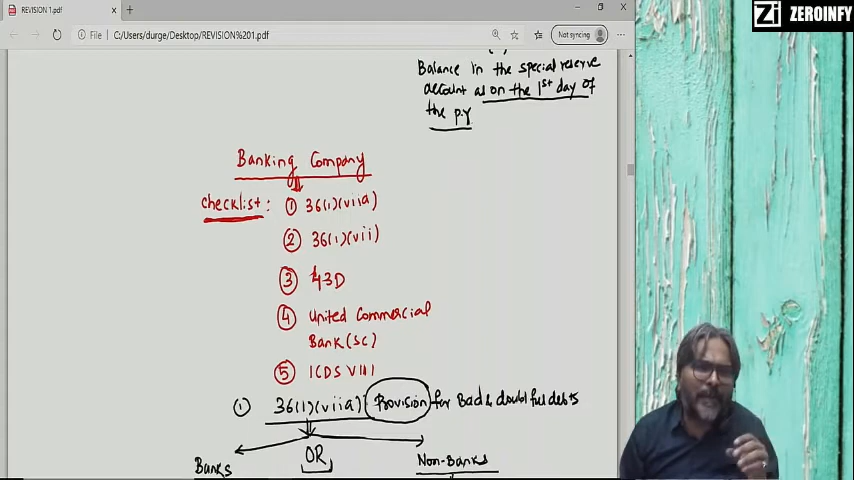 REVISION 1.pdf
File
C:/Users/durge/Desktop/REVISION%201.pdf
Not syncing
ZEROINFY
Balance in the special reserve
account as on the 1st day of
the p.y
Banking Company
Checklist: ① 36(1)(viia)
② 36(1)(vii)
③ 43D
④ United Commercial
Bank (SC)
⑤ ICDS VIII
① 36(1)(viia) Provision for Bad & doubtful debts
Banks OR Non-Banks